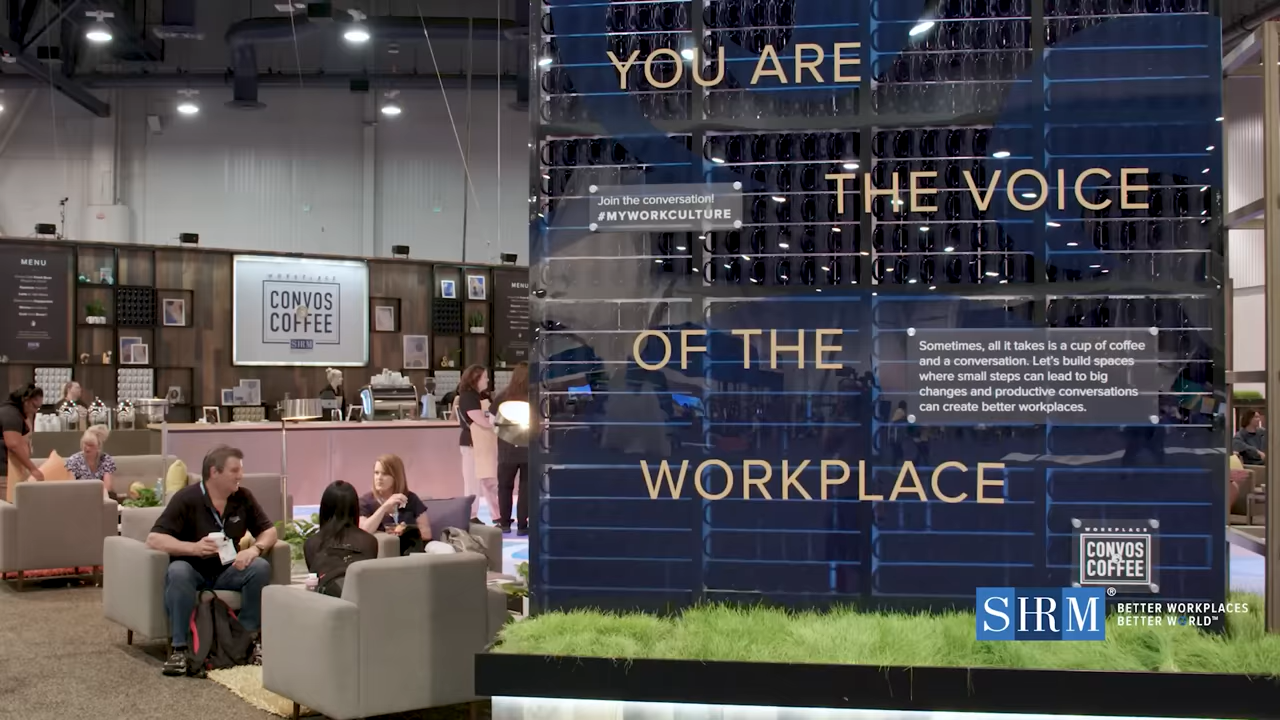 YOU ARE
THE VOICE
Join the conversation!
#MYWORKCULTURE
OF THE
Sometimes, all it takes is a cup of coffee
and a conversation. Let's build spaces
where small steps can lead to big
changes and productive conversations
can create better workplaces.
WORKPLACE
WORKPLACE
CONVOS
COFFEE
SHRM® BETTER WORKPLACES
BETTER WORLD™
MENU
WORKPLACE
CONVOS
COFFEE
SHRM
MENU